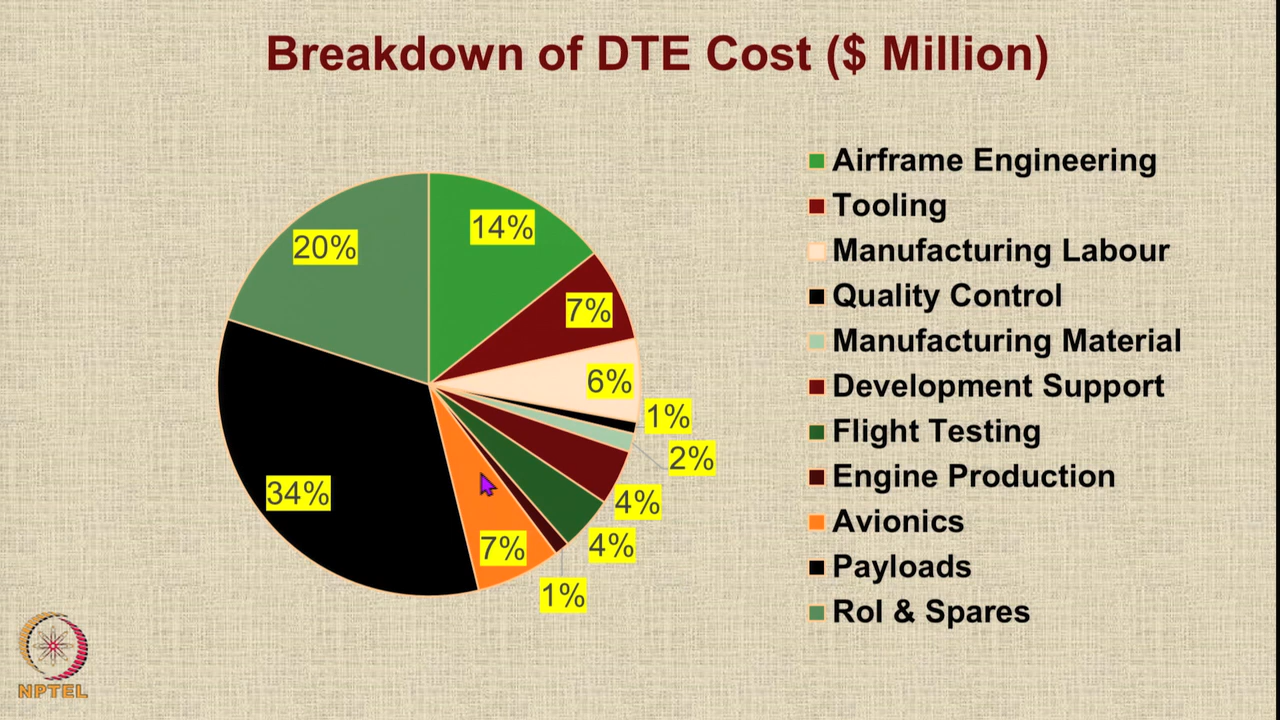 Breakdown of DTE Cost ($ Million)
14%
7%
6%
1%
2%
4%
4%
1%
7%
34%
20%
Airframe Engineering
Tooling
Manufacturing Labour
Quality Control
Manufacturing Material
Development Support
Flight Testing
Engine Production
Avionics
Payloads
RoI & Spares
NPTEL